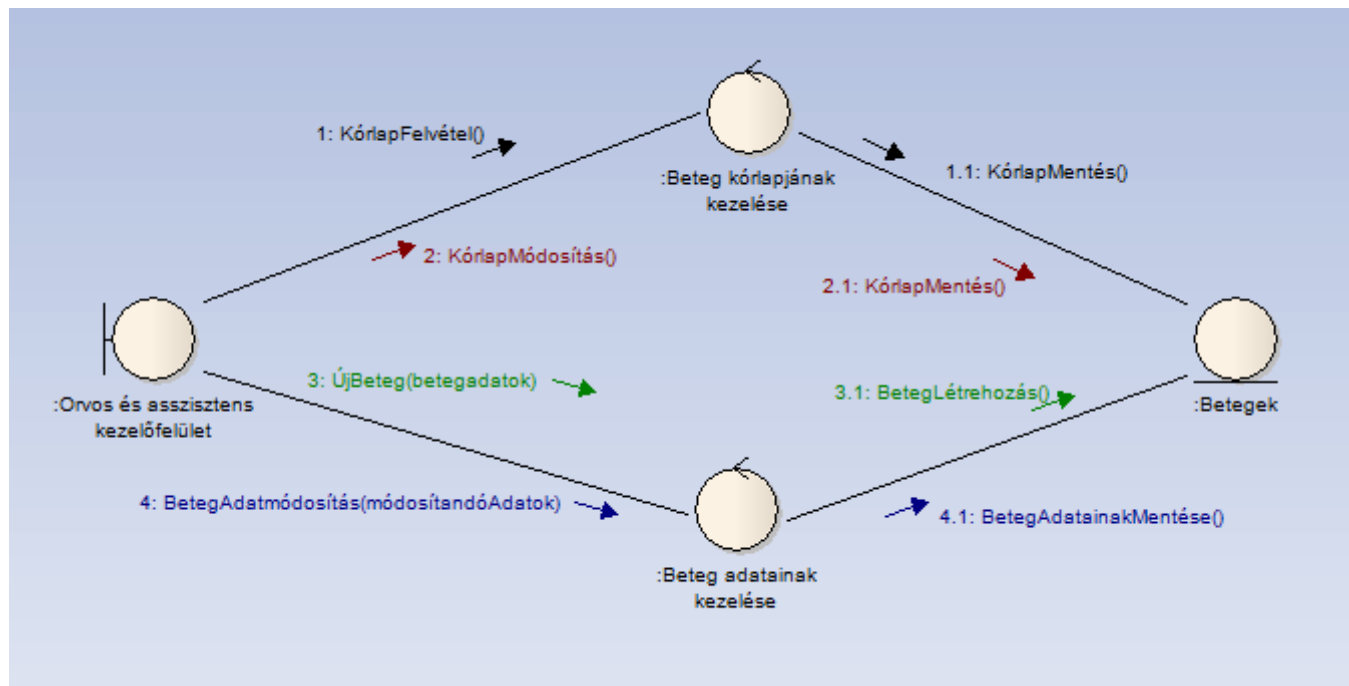 1: KórlapFelvétel()
:Beteg kórlapjának
kezelése
1.1: KórlapMentés()
2: KórlapMódosítás()
2.1: KórlapMentés()
:Orvos és asszisztens
kezelőfelület
3: ÚjBeteg(betegadatok)
3.1: BetegLétrehozás()
:Betegek
4: BetegAdatmódosítás(módosítandóAdatok)
4.1: BetegAdatainakMentése()
:Beteg adatainak
kezelése